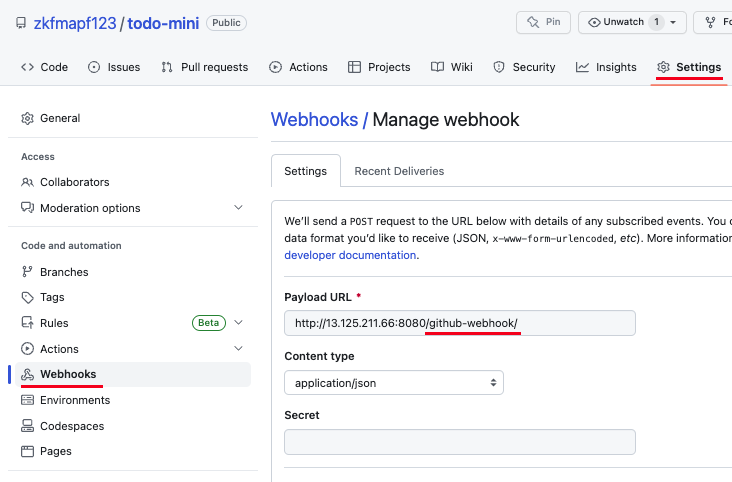 zkfmapf123 / todo-mini Public
Pin
Unwatch 1
Code
Issues
Pull requests
Actions
Projects
Wiki
Security
Insights
Settings
General
Access
Collaborators
Moderation options
Code and automation
Branches
Tags
Rules Beta
Actions
Webhooks
Environments
Codespaces
Pages
Webhooks / Manage webhook
Settings
Recent Deliveries
We'll send a POST request to the URL below with details of any subscribed events. You
data format you'd like to receive (JSON, x-www-form-urlencoded, etc). More information
developer documentation.
Payload URL *
http://13.125.211.66:8080/github-webhook/
Content type
application/json
Secret